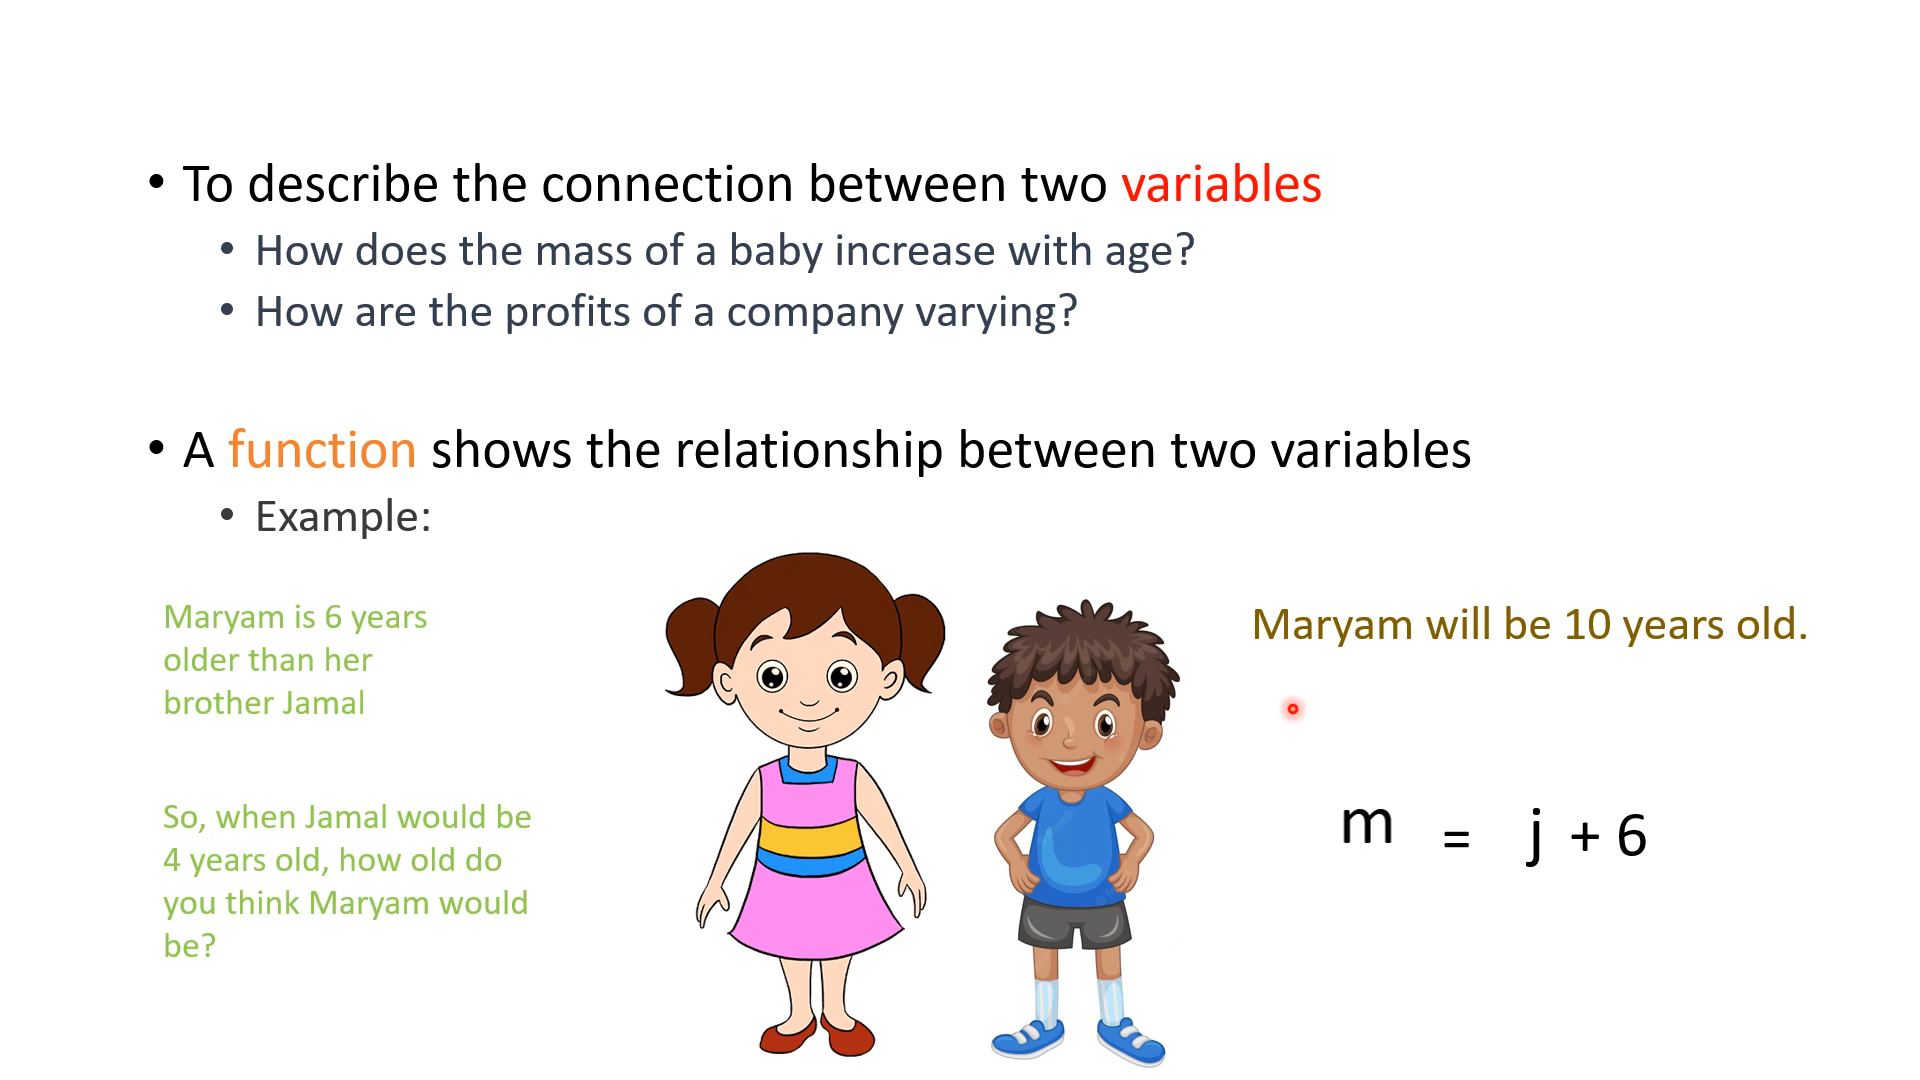 • To describe the connection between two variables
• How does the mass of a baby increase with age?
• How are the profits of a company varying?
• A function shows the relationship between two variables
• Example:
Maryam is 6 years
older than her
brother Jamal
So, when Jamal would be
4 years old, how old do
you think Maryam would
be?
Maryam will be 10 years old.
m = j + 6